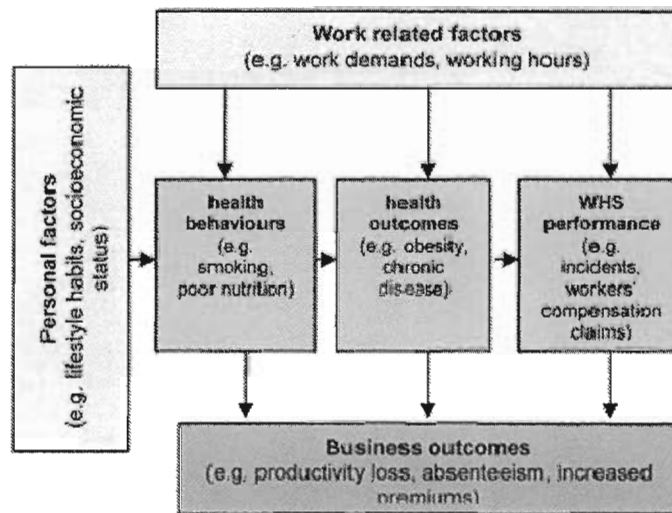 Work related factors
(e.g. work demands, working hours)
Personal factors
(e.g. lifestyle habits, socioeconomic
status)
health
behaviours
(e.g.
smoking,
poor nutrition)
health
outcomes
(e.g. obesity,
chronic
disease)
WHS
performance
(e.g.
incidents,
workers'
compensation
claims)
Business outcomes
(e.g. productivity loss, absenteeism, increased
premiums)